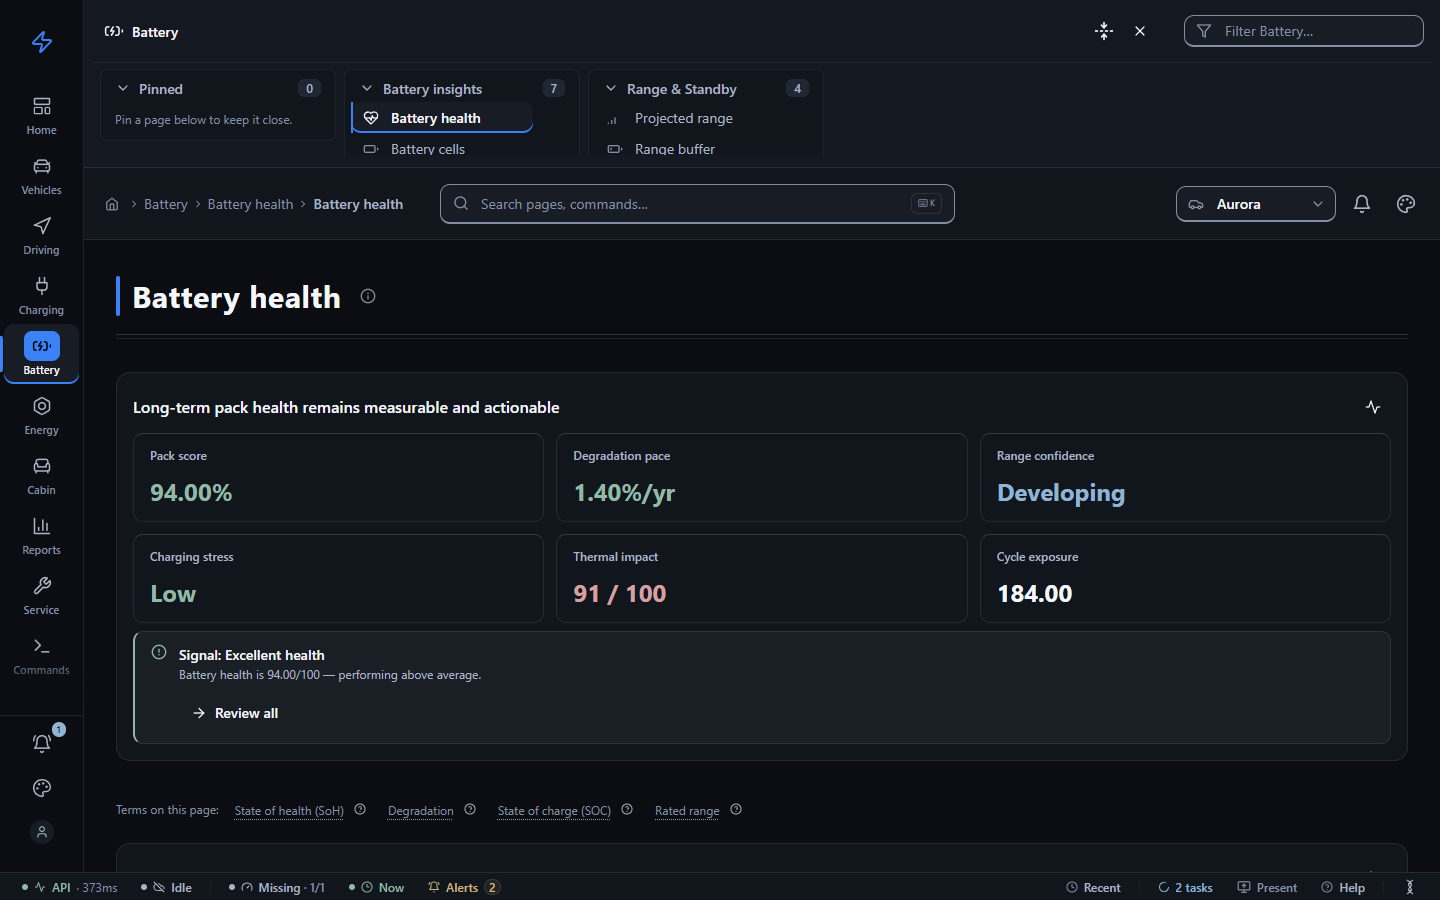 Battery
Filter Battery...
Home
Vehicles
Driving
Charging
Battery
Energy
Cabin
Reports
Service
Commands
1
Pinned 0
Pin a page below to keep it close.
Battery insights 7
Battery health
Battery cells
Range & Standby 4
Projected range
Range buffer
Battery > Battery health > Battery health
Search pages, commands...
K
Aurora
Battery health
Long-term pack health remains measurable and actionable
Pack score
94.00%
Degradation pace
1.40%/yr
Range confidence
Developing
Charging stress
Low
Thermal impact
91 / 100
Cycle exposure
184.00
Signal: Excellent health
Battery health is 94.00/100 — performing above average.
Review all
Terms on this page: State of health (SoH) Degradation State of charge (SOC) Rated range
API · 373ms Idle Missing · 1/1 Now Alerts 2 Recent 2 tasks Present Help